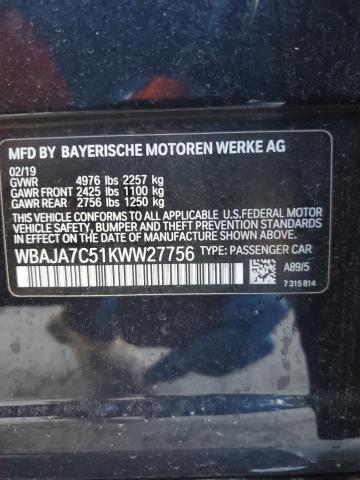 MFD BY BAYERISCHE MOTOREN WERKE AG
02/19
GVWR 4976 lbs 2257 kg
GAWR FRONT 2425 lbs 1100 kg
GAWR REAR 2756 lbs 1250 kg
THIS VEHICLE CONFORMS TO ALL APPLICABLE U.S.FEDERAL MOTOR
VEHICLE SAFETY, BUMPER, AND THEFT PREVENTION STANDARDS
IN EFFECT ON THE DATE OF MANUFACTURE SHOWN ABOVE.
WBAJA7C51KWW27756 TYPE: PASSENGER CAR
A89/5
7 315 814